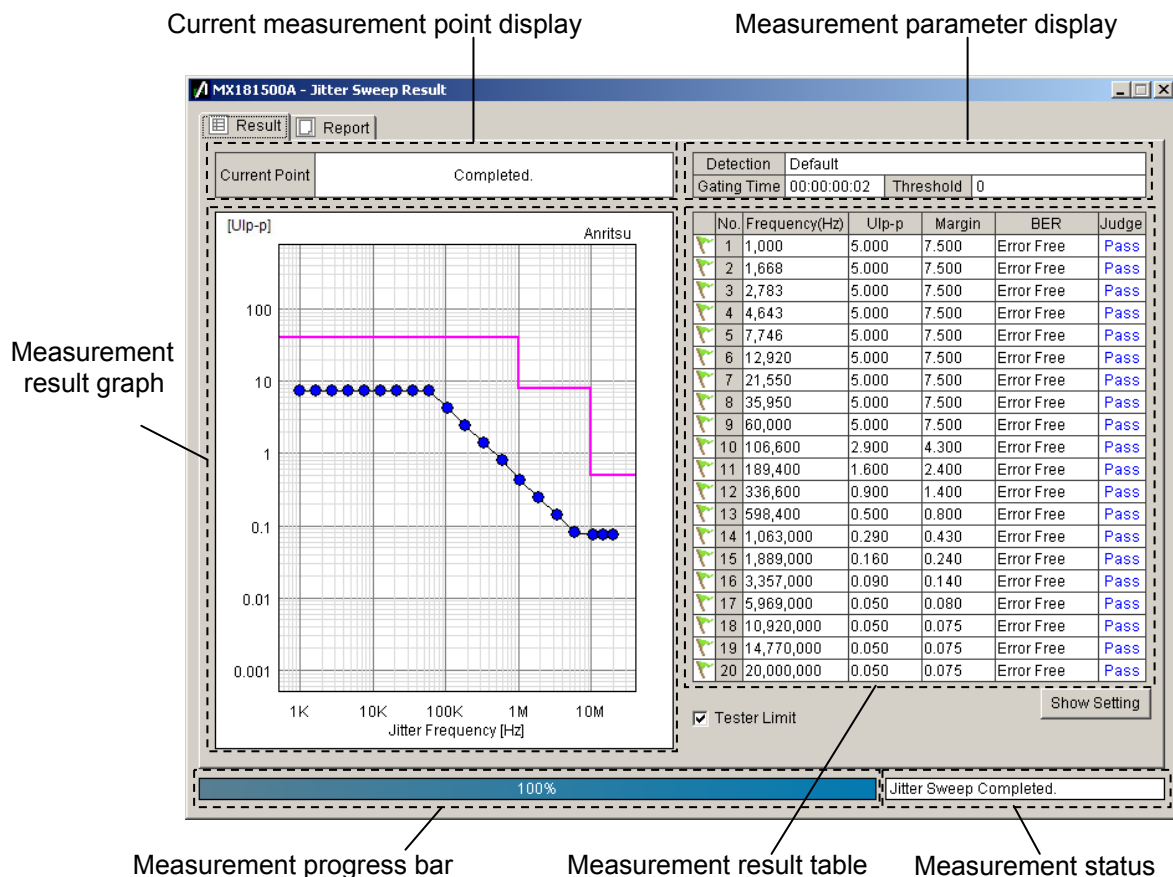 Current measurement point display
Measurement parameter display
MX181500A - Jitter Sweep Result
Result Report
Current Point Completed.
Detection Default
Gating Time 00:00:00:02 Threshold 0
[UIp-p]
Anritsu
100
10
1
0.1
0.01
0.001
1K 10K 100K 1M 10M
Jitter Frequency [Hz]
Measurement
result graph
No. Frequency(Hz) UIp-p Margin BER Judge
1 1,000 5.000 7.500 Error Free Pass
2 1,668 5.000 7.500 Error Free Pass
3 2,783 5.000 7.500 Error Free Pass
4 4,643 5.000 7.500 Error Free Pass
5 7,746 5.000 7.500 Error Free Pass
6 12,920 5.000 7.500 Error Free Pass
7 21,550 5.000 7.500 Error Free Pass
8 35,950 5.000 7.500 Error Free Pass
9 60,000 5.000 7.500 Error Free Pass
10 106,600 2.900 4.300 Error Free Pass
11 189,400 1.600 2.400 Error Free Pass
12 336,600 0.900 1.400 Error Free Pass
13 598,400 0.500 0.800 Error Free Pass
14 1,063,000 0.290 0.430 Error Free Pass
15 1,889,000 0.160 0.240 Error Free Pass
16 3,357,000 0.090 0.140 Error Free Pass
17 5,969,000 0.050 0.080 Error Free Pass
18 10,920,000 0.050 0.075 Error Free Pass
19 14,770,000 0.050 0.075 Error Free Pass
20 20,000,000 0.050 0.075 Error Free Pass
Show Setting
Tester Limit
100%
Jitter Sweep Completed.
Measurement progress bar
Measurement result table
Measurement status